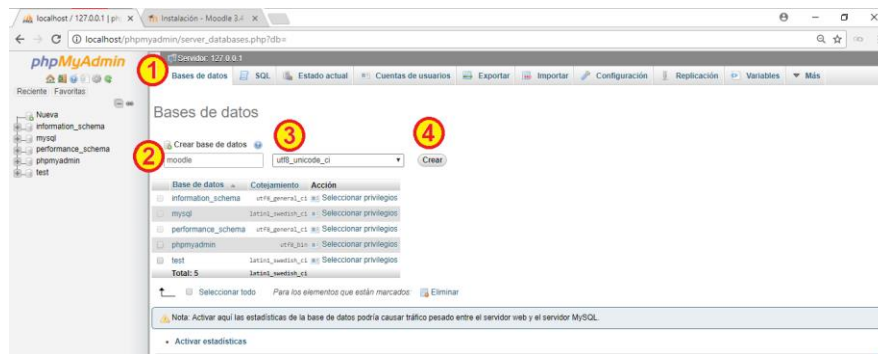 localhost / 127.0.0.1 | ph
Instalación - Moodle 3.4
localhost/phpmyadmin/server_databases.php?db=
phpMyAdmin
Reciente Favoritas
Nueva
information_schema
mysql
performance_schema
phpmyadmin
test
Servidor: 127.0.0.1
1
Bases de datos SQL Estado actual Cuentas de usuarios Exportar Importar Configuración Replicación Variables Más
Bases de datos
Crear base de datos
3
4
2
moodle utf8_unicode_ci Crear
Base de datos Cotejamiento Acción
information_schema utf8_general_ci Seleccionar privilegios
mysql latin1_swedish_ci Seleccionar privilegios
performance_schema utf8_general_ci Seleccionar privilegios
phpmyadmin utf8_bin Seleccionar privilegios
test latin1_swedish_ci Seleccionar privilegios
Total: 5 latin1_swedish_ci
Seleccionar todo Para los elementos que están marcados: Eliminar
Nota: Activar aquí las estadísticas de la base de datos podría causar tráfico pesado entre el servidor web y el servidor MySQL.
Activar estadísticas